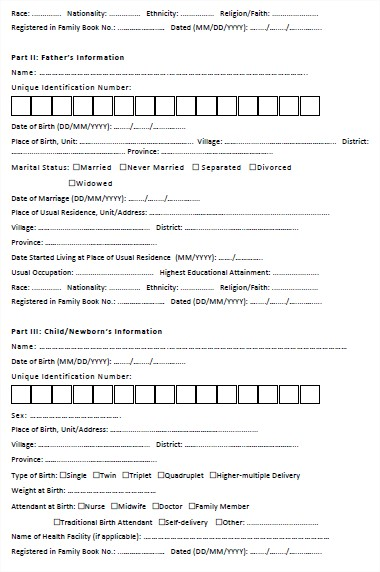 Race: .............. Nationality: ..................... Ethnicity: ............... Religion/Faith: .....................
Registered in Family Book No.: ........................ Dated (MM/DD/YYYY): ......../......../...............
Part II: Father's Information
Name: ................................................................................................................
Unique Identification Number:
Date of Birth (DD/MM/YYYY): ......../......../...............
Place of Birth, Unit: ................................................ Village: ................................................ District:
................................................ Province: ................................................
Marital Status: ☐Married ☐Never Married ☐ Separated ☐Divorced
☐Widowed
Date of Marriage (DD/MM/YYYY): ......../......../...............
Place of Usual Residence, Unit/Address: ........................................................................
Village: ................................................ District: ................................................
Province: ................................................
Date Started Living at Place of Usual Residence (MM/YYYY): ....../..............
Usual Occupation: ................................. Highest Educational Attainment: .....................
Race: .............. Nationality: ..................... Ethnicity: ............... Religion/Faith: .....................
Registered in Family Book No.: ..................... Dated (DD/MM/YYYY): ......../......../...............
Part III: Child/Newborn's Information
Name: ................................................................................................................
Date of Birth (MM/DD/YYYY): ......../......../...............
Unique Identification Number:
Sex: .......................................
Place of Birth, Unit/Address: ................................................................
Village: ................................................ District: ................................................
Province: ................................................
Type of Birth: ☐Single ☐Twin ☐Triplet ☐Quadruplet ☐Higher-multiple Delivery
Weight at Birth: .......................................
Attendant at Birth: ☐Nurse ☐Midwife ☐Doctor ☐Family Member
☐Traditional Birth Attendant ☐Self-delivery ☐Other: ..............................
Name of Health Facility (if applicable): ................................................................................
Registered in Family Book No.: ..................... Dated (DD/MM/YYYY): ......../......../...............